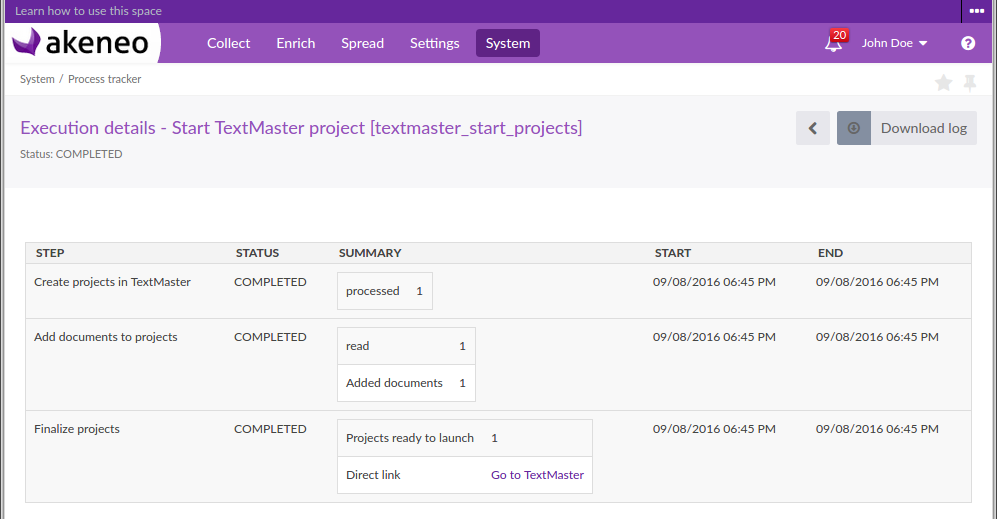 Learn how to use this space
akeneo Collect Enrich Spread Settings System 20 John Doe
System / Process tracker
Execution details - Start TextMaster project [textmaster_start_projects]
Download log
Status: COMPLETED
STEP STATUS SUMMARY START END
Create projects in TextMaster COMPLETED processed 1 09/08/2016 06:45 PM 09/08/2016 06:45 PM
Add documents to projects COMPLETED read 1 09/08/2016 06:45 PM 09/08/2016 06:45 PM
Added documents 1
Finalize projects COMPLETED Projects ready to launch 1 09/08/2016 06:45 PM 09/08/2016 06:45 PM
Direct link Go to TextMaster